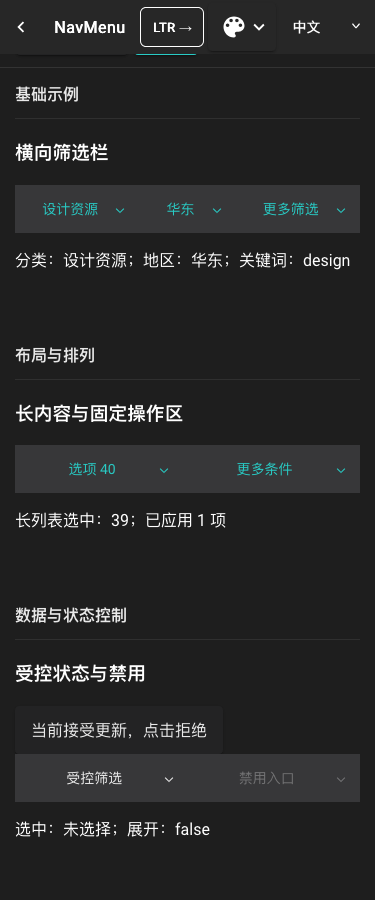 NavMenu LTR → 中文
基础示例
横向筛选栏
设计资源 华东 更多筛选
分类：设计资源；地区：华东；关键词：design
布局与排列
长内容与固定操作区
选项 40 更多条件
长列表选中：39；已应用 1 项
数据与状态控制
受控状态与禁用
当前接受更新，点击拒绝
受控筛选 禁用入口
选中：未选择；展开：false